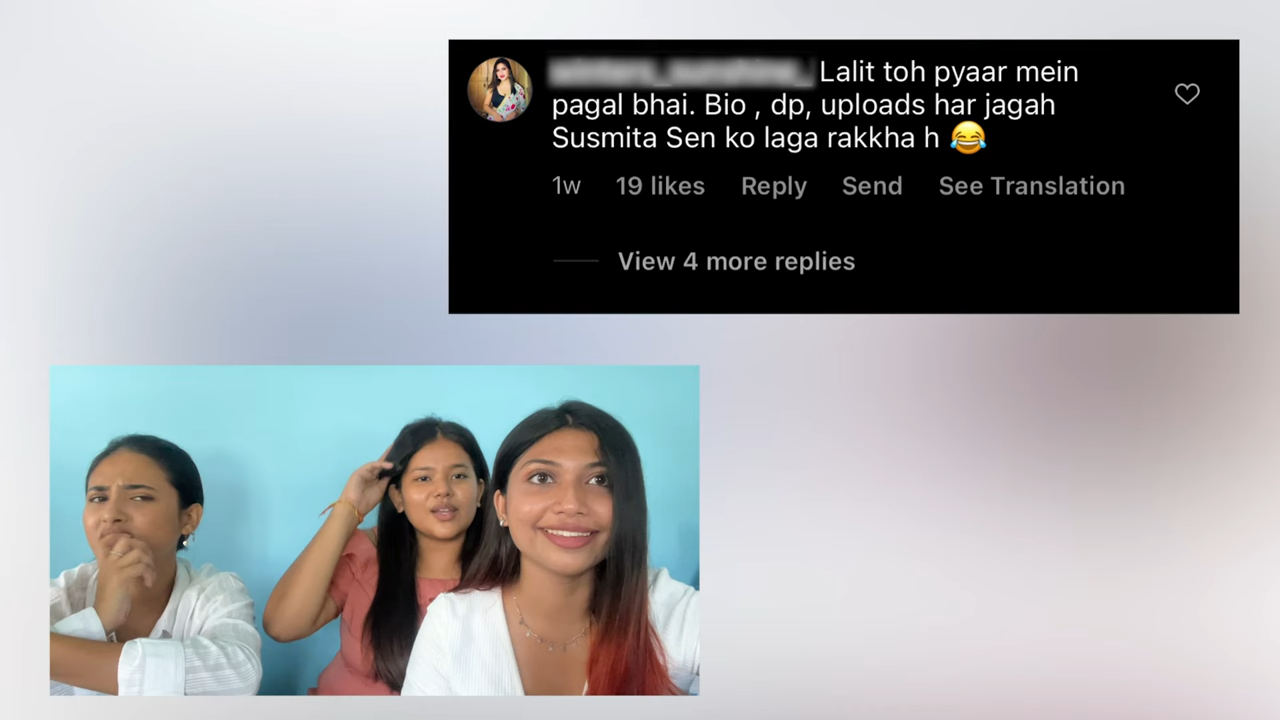 Lalit toh pyaar mein
pagal bhai. Bio , dp, uploads har jagah
Susmita Sen ko laga rakkha h 😂
1w 19 likes Reply Send See Translation
View 4 more replies